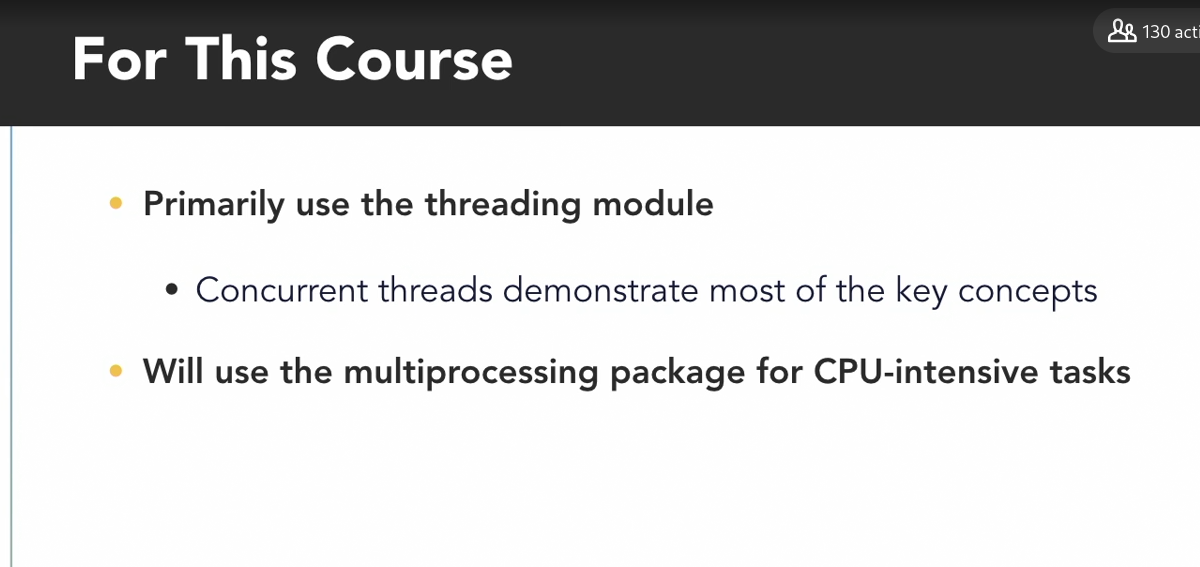 For This Course
130
Primarily use the threading module
Concurrent threads demonstrate most of the key concepts
Will use the multiprocessing package for CPU-intensive tasks